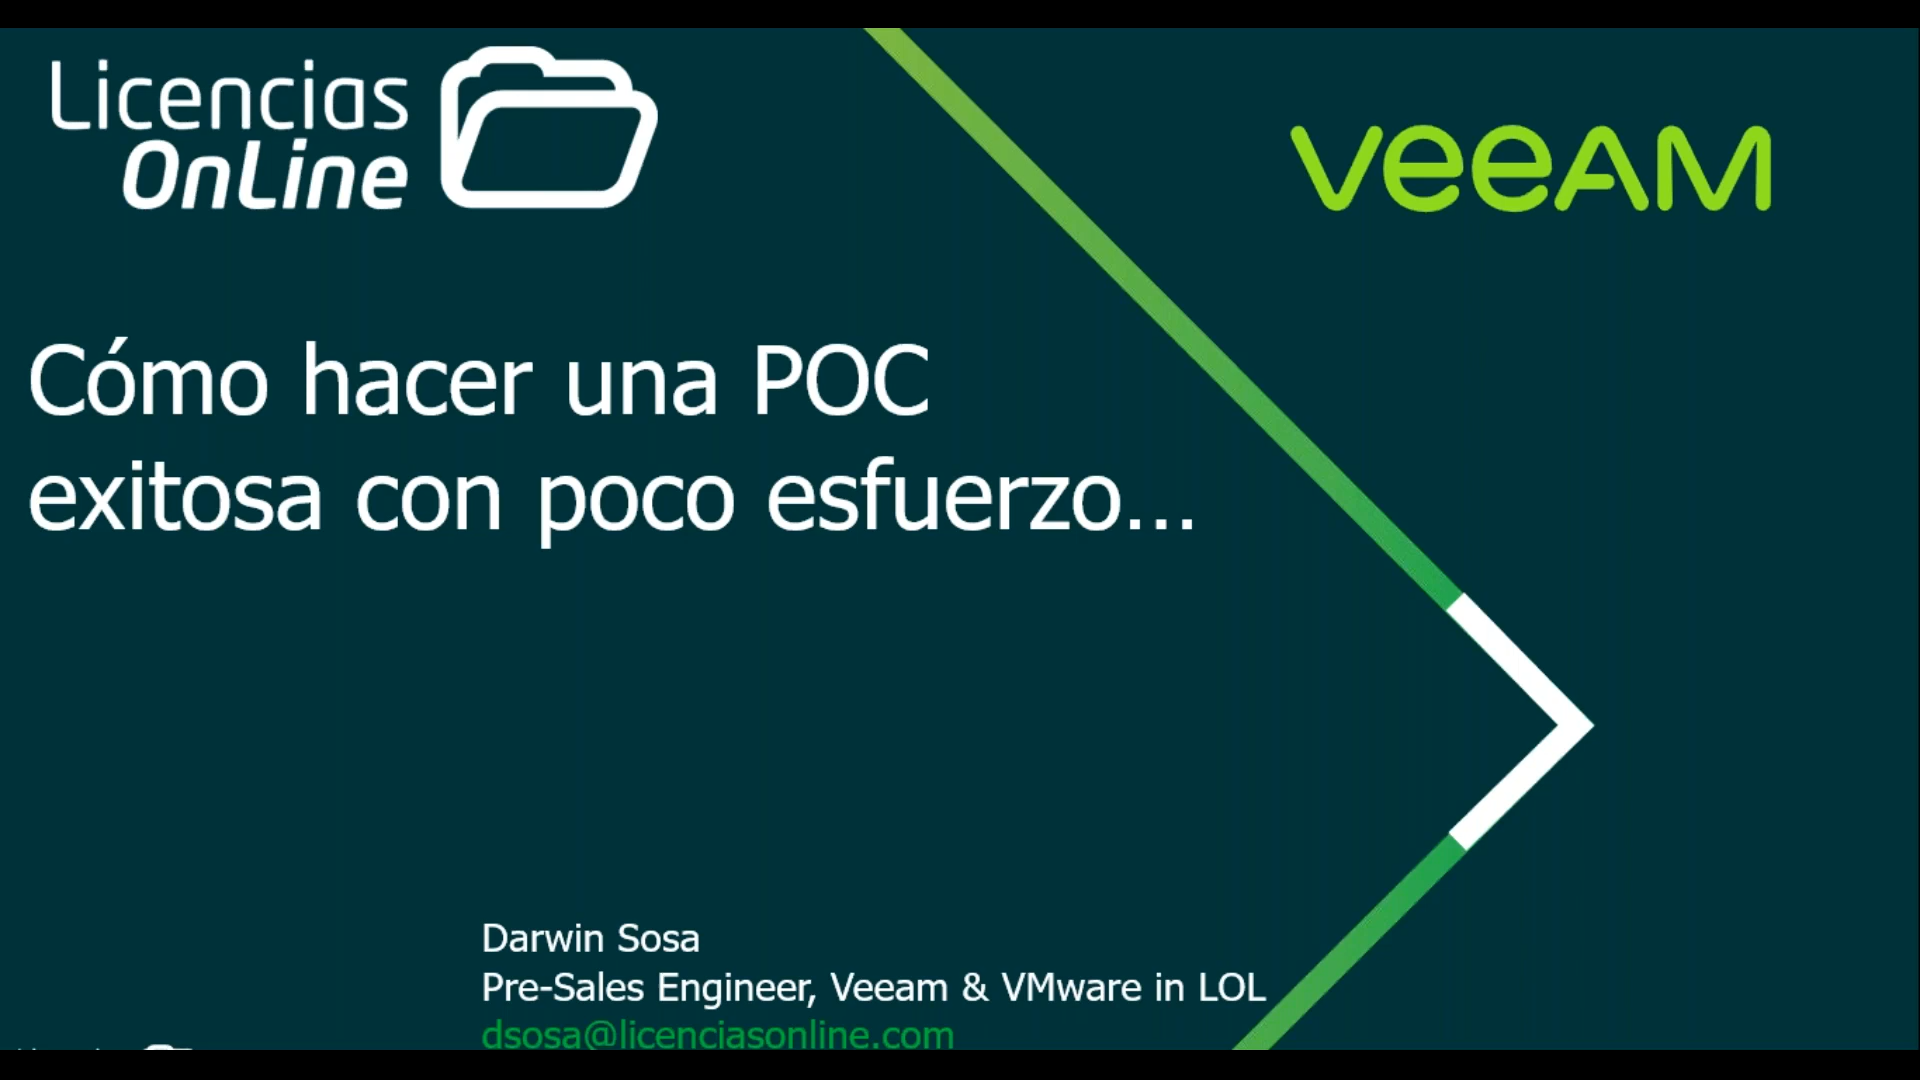 Licencias
OnLine
veeAM
Cómo hacer una POC
exitosa con poco esfuerzo...
Darwin Sosa
Pre-Sales Engineer, Veeam & VMware in LOL
dsosa@licenciasonline.com